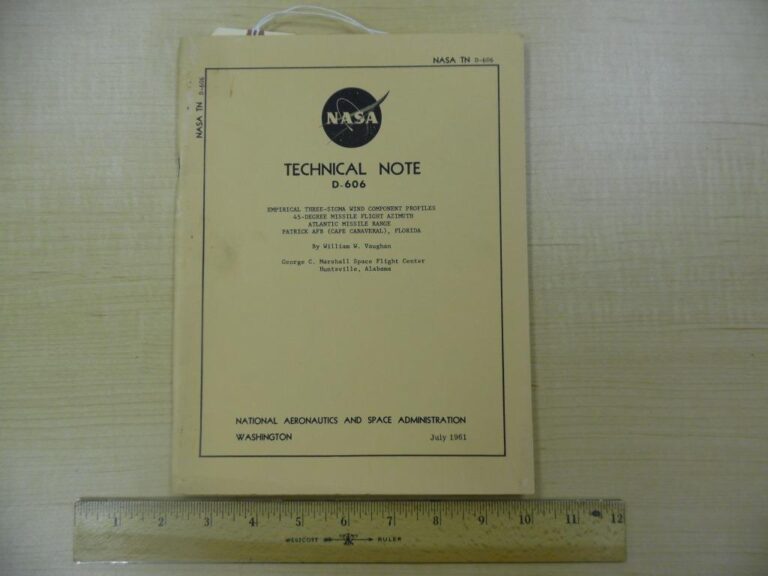 NASA TN D-606
NASA TN D-606
NASA
TECHNICAL NOTE
D-606
EMPIRICAL THREE-SIGMA WIND COMPONENT PROFILES
45-DEGREE MISSILE FLIGHT AZIMUTH
ATLANTIC MISSILE RANGE
PATRICK AFB (CAPE CANAVERAL), FLORIDA
By William W. Vaughan
George C. Marshall Space Flight Center
Huntsville, Alabama
NATIONAL AERONAUTICS AND SPACE ADMINISTRATION
WASHINGTON July 1961
1 2 3 4 5 6 7 8 9 10 11 12
WESTCOTT RULER